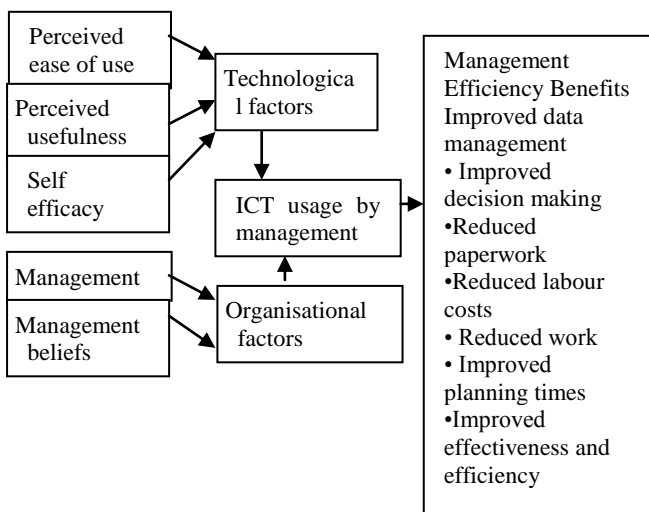 Perceived
ease of use
Perceived
usefulness
Self
efficacy
Technologica
l factors
ICT usage by
management
Management
Management
beliefs
Organisational
factors
Management
Efficiency Benefits
Improved data
management
• Improved
decision making
•Reduced
paperwork
•Reduced labour
costs
• Reduced work
• Improved
planning times
•Improved
effectiveness and
efficiency